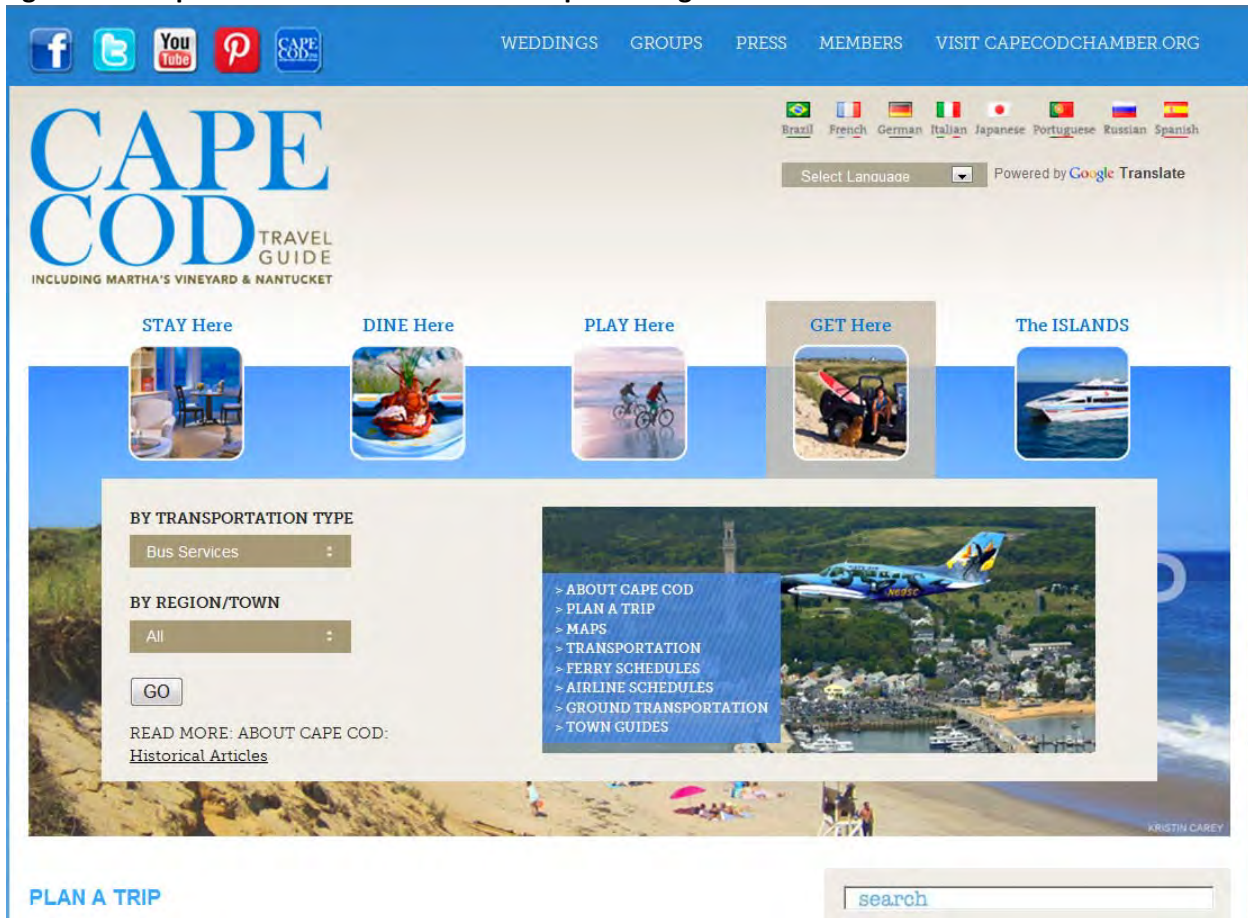 You
Tube
CAPE
COD
WEDDINGS GROUPS PRESS MEMBERS VISIT CAPECODCHAMBER.ORG
CAPE
COD
TRAVEL
GUIDE
INCLUDING MARTHA'S VINEYARD & NANTUCKET
Brazil French German Italian Japanese Portuguese Russian Spanish
Select Language
Powered by Google Translate
STAY Here
DINE Here
PLAY Here
GET Here
The ISLANDS
BY TRANSPORTATION TYPE
Bus Services
BY REGION/TOWN
All
GO
READ MORE: ABOUT CAPE COD:
Historical Articles
> ABOUT CAPE COD
> PLAN A TRIP
> MAPS
> TRANSPORTATION
> FERRY SCHEDULES
> AIRLINE SCHEDULES
> GROUND TRANSPORTATION
> TOWN GUIDES
KRISTIN CAREY
PLAN A TRIP
search